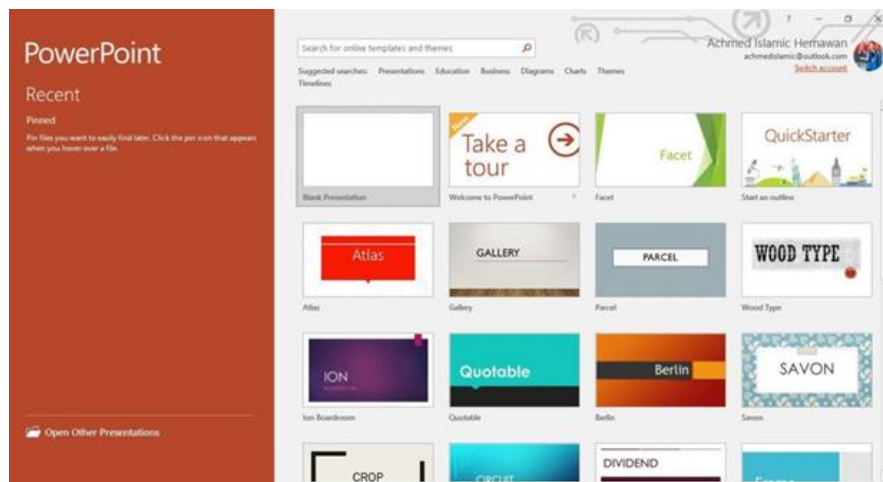 PowerPoint
Recent
Pinned
Pin files you want to easily find later. Click the pin icon that appears
when you hover over a file.
Open Other Presentations
Search for online templates and themes
Suggested searches: Presentations Education Business Diagrams Charts Themes
Timelines
?
Achmed Islamic Hernawan
achmedislamic@outlook.com
Switch account
New
Take a
tour
Facet
QuickStarter
Blank Presentation
Welcome to PowerPoint
Facet
Start an outline
Atlas
GALLERY
PARCEL
WOOD TYPE
Atlas
Gallery
Parcel
Wood Type
ION
Quotable
Berlin
SAVON
Ion Boardroom
Quotable
Berlin
Savon
CROP
CIRCUIT
DIVIDEND
Frame